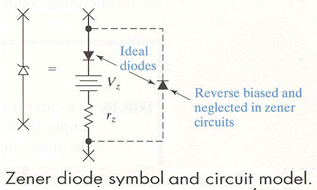 Ideal
diodes
=
V_z
r_z
Reverse biased and
neglected in zener
circuits
Zener diode symbol and circuit model.